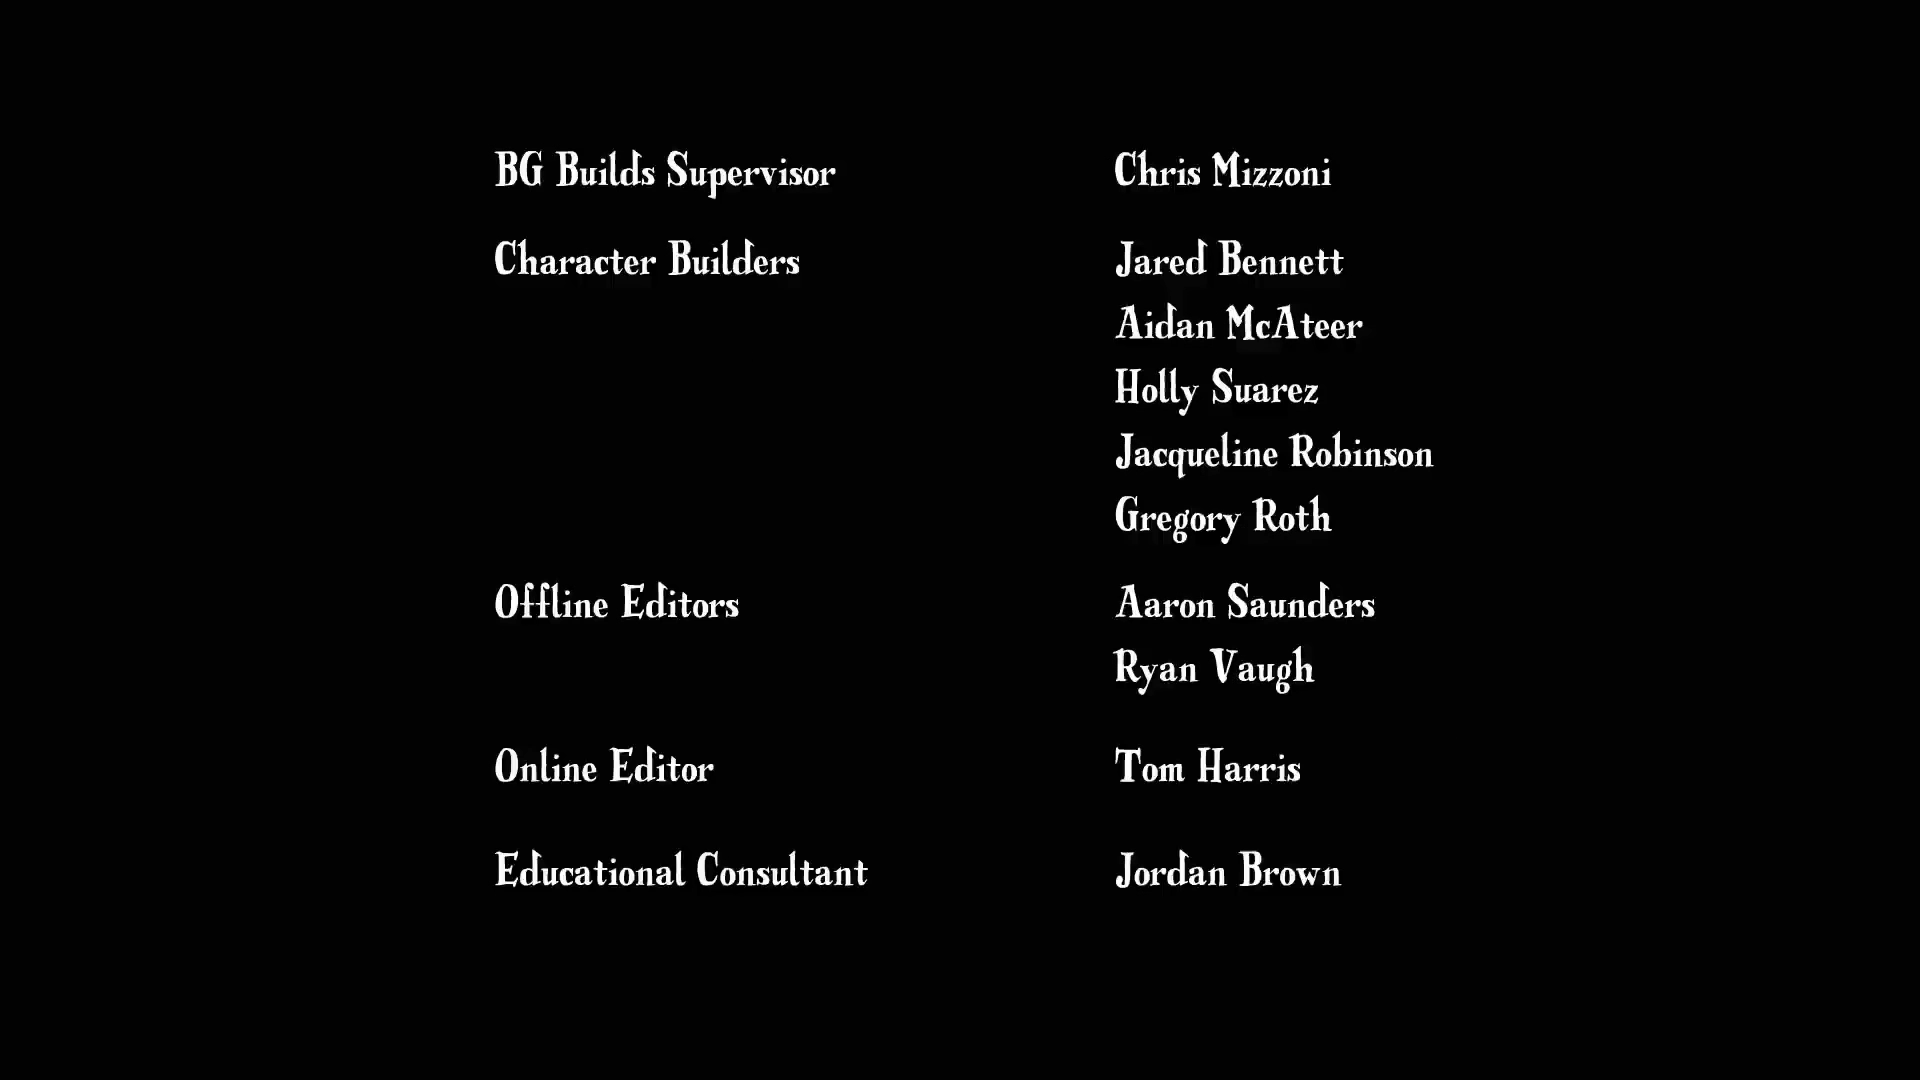 BG Builds Supervisor Chris Mizzoni
Character Builders Jared Bennett
Aidan McAteer
Holly Suarez
Jacqueline Robinson
Gregory Roth
Offline Editors Aaron Saunders
Ryan Vaugh
Online Editor Tom Harris
Educational Consultant Jordan Brown